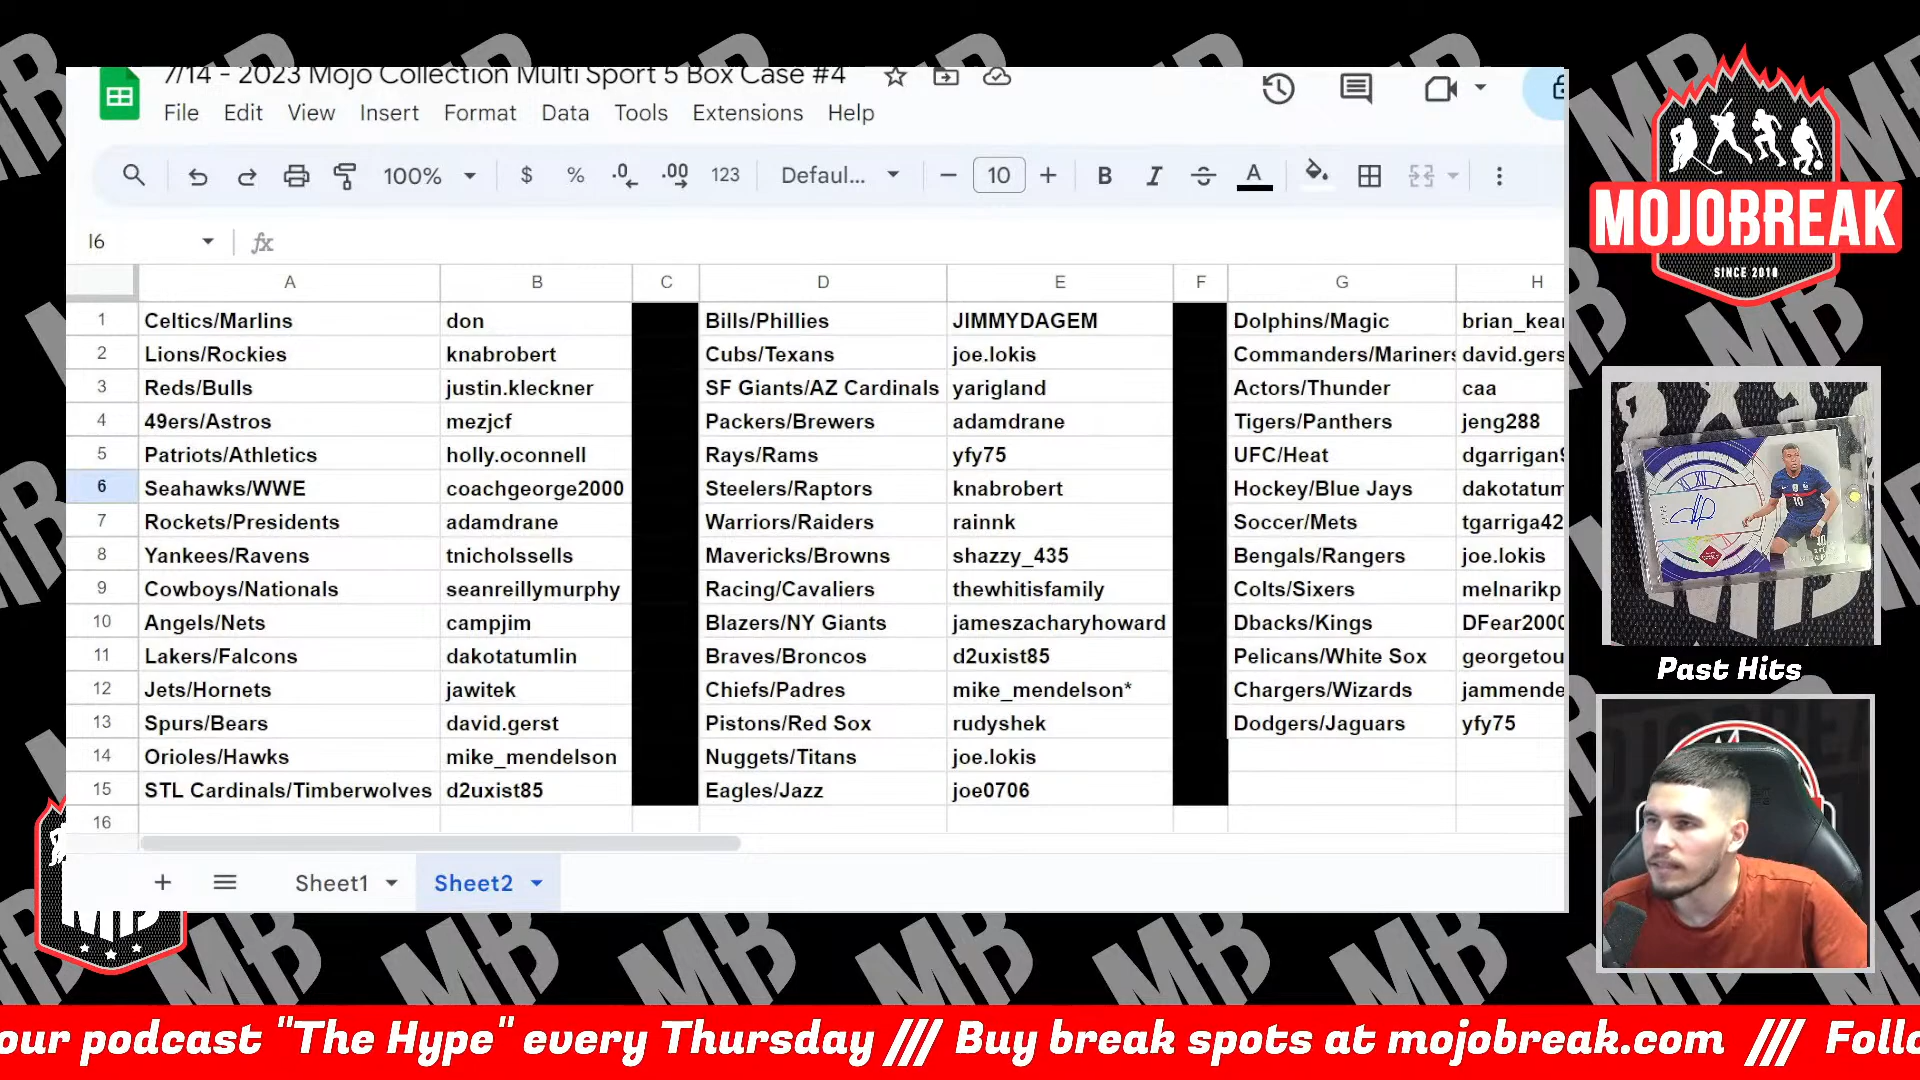 7/14 - 2023 Mojo Collection Multi Sport 5 Box Case #4
File Edit View Insert Format Data Tools Extensions Help
100% $ % .0 .00 123 Defaul... 10 B I A
I6 fx
A B C D E F G H
1 Celtics/Marlins don Bills/Phillies JIMMYDAGEM Dolphins/Magic
2 Lions/Rockies knabrobert Cubs/Texans joe.lokis Commanders/Mariners david.gers
3 Reds/Bulls justin.kleckner SF Giants/AZ Cardinals yarigland Actors/Thunder caa
4 49ers/Astros mezjcf Packers/Brewers adamdrane Tigers/Panthers jeng288
5 Patriots/Athletics holly.oconnell Rays/Rams yfy75 UFC/Heat
6 Seahawks/WWE coachgeorge2000 Steelers/Raptors knabrobert Hockey/Blue Jays dakotatum
7 Rockets/Presidents adamdrane Warriors/Raiders rainnk Soccer/Mets tgarriga42
8 Yankees/Ravens tnicholssells Mavericks/Browns shazzy_435 Bengals/Rangers joe.lokis
9 Cowboys/Nationals seanreillymurphy Racing/Cavaliers thewhitisfamily Colts/Sixers melnarikp
10 Angels/Nets campjim Blazers/NY Giants jameszacharyhoward Dbacks/Kings DFear2000
11 Lakers/Falcons dakotatumlin Braves/Broncos d2uxist85 Pelicans/White Sox georgetou
12 Jets/Hornets jawitek Chiefs/Padres mike_mendelson* Chargers/Wizards jammende
13 Spurs/Bears david.gerst Pistons/Red Sox rudyshek Dodgers/Jaguars yfy75
14 Orioles/Hawks mike_mendelson Nuggets/Titans joe.lokis
15 STL Cardinals/Timberwolves d2uxist85 Eagles/Jazz joe0706
16
Sheet1 Sheet2
MOJOBREAK
SINCE 2010
Past Hits
our podcast "The Hype" every Thursday /// Buy break spots at mojobreak.com /// Follo